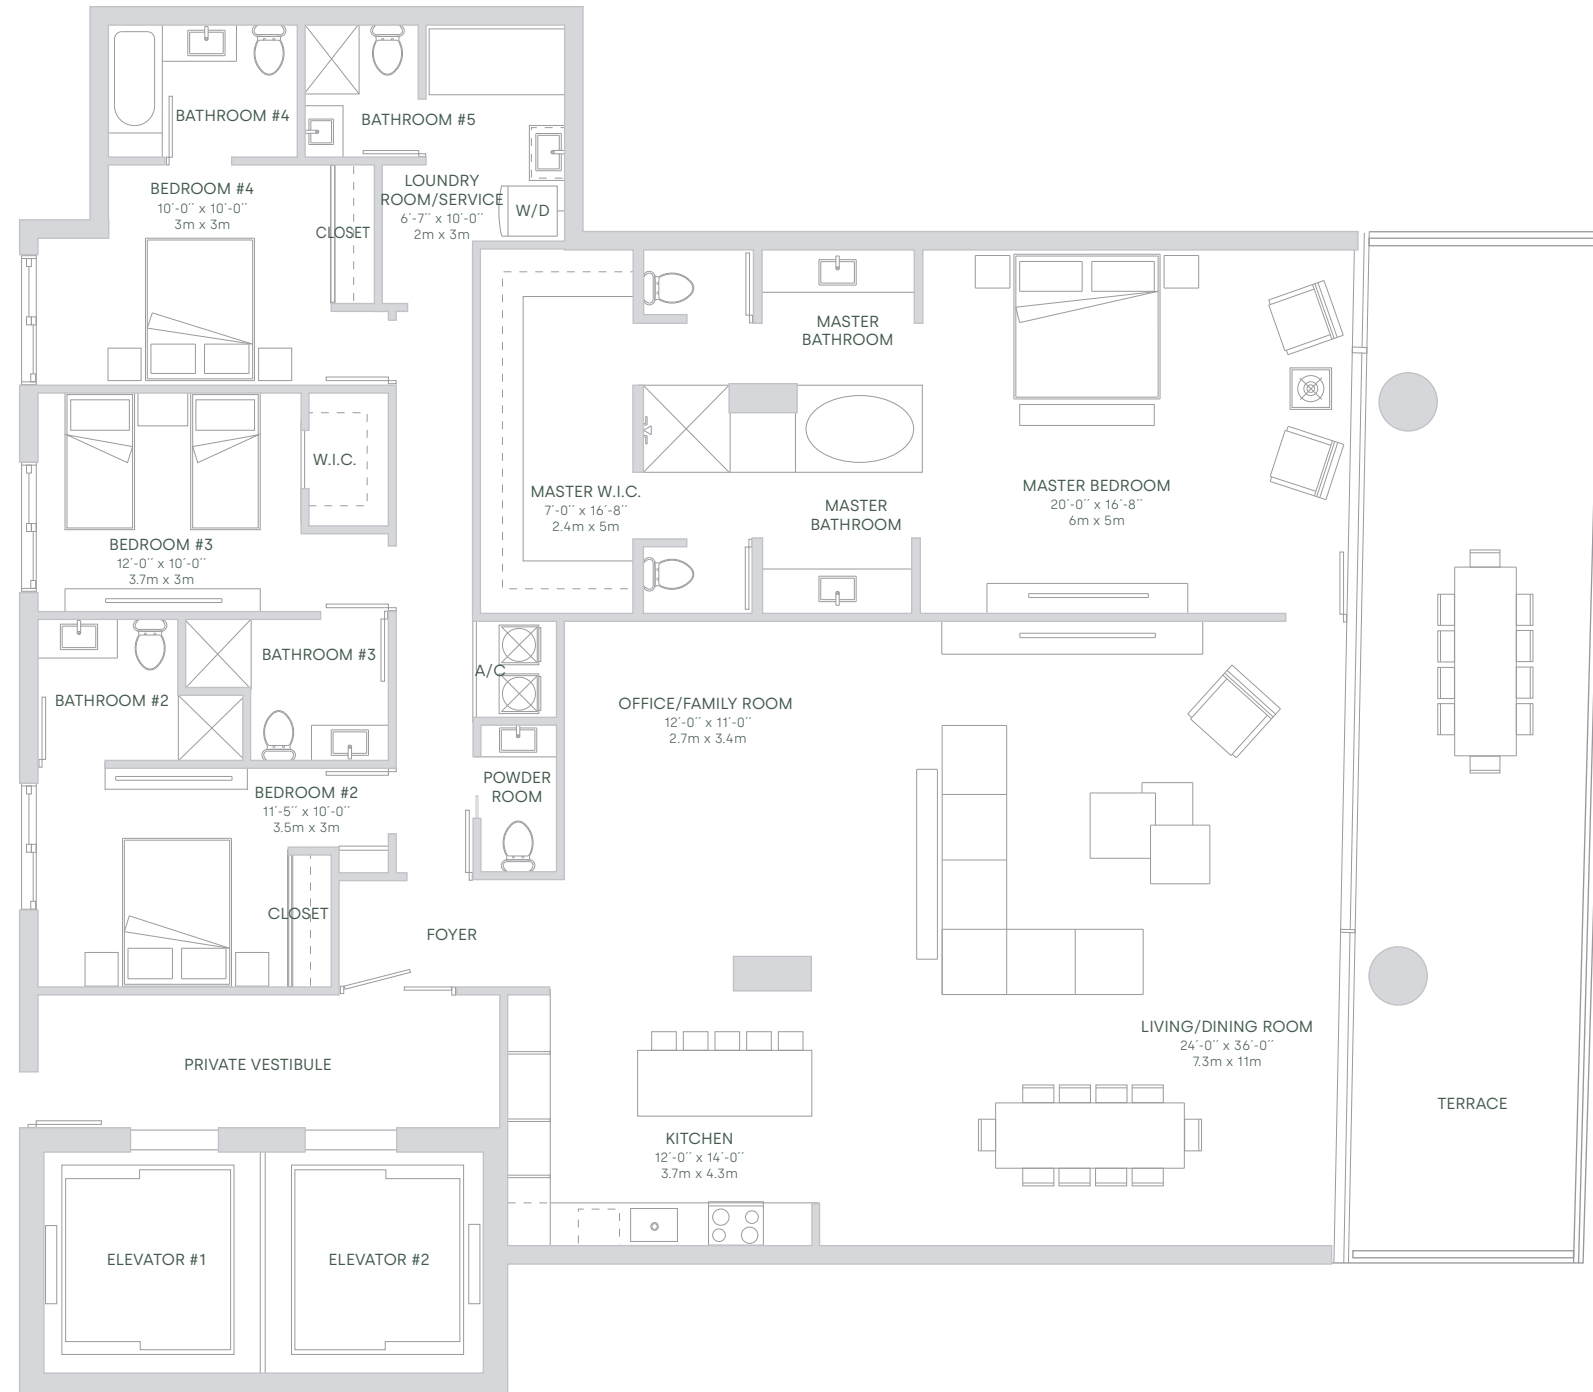 BATHROOM #4
BATHROOM #5
BEDROOM #4
10´-0´´ x 10´-0´´
3m x 3m
CLOSET
LOUNDRY
ROOM/SERVICE
6´-7´´ x 10´-0´´
2m x 3m
W/D
MASTER
BATHROOM
W.I.C.
MASTER W.I.C.
7´-0´´ x 16´-8´´
2.4m x 5m
MASTER
BATHROOM
MASTER BEDROOM
20´-0´´ x 16´-8´´
6m x 5m
BEDROOM #3
12´-0´´ x 10´-0´´
3.7m x 3m
BATHROOM #3
BATHROOM #2
A/C
OFFICE/FAMILY ROOM
12´-0´´ x 11´-0´´
2.7m x 3.4m
BEDROOM #2
11´-5´´ x 10´-0´´
3.5m x 3m
POWDER
ROOM
CLOSET
FOYER
LIVING/DINING ROOM
24´-0´´ x 36´-0´´
7.3m x 11m
PRIVATE VESTIBULE
TERRACE
KITCHEN
12´-0´´ x 14´-0´´
3.7m x 4.3m
ELEVATOR #1
ELEVATOR #2